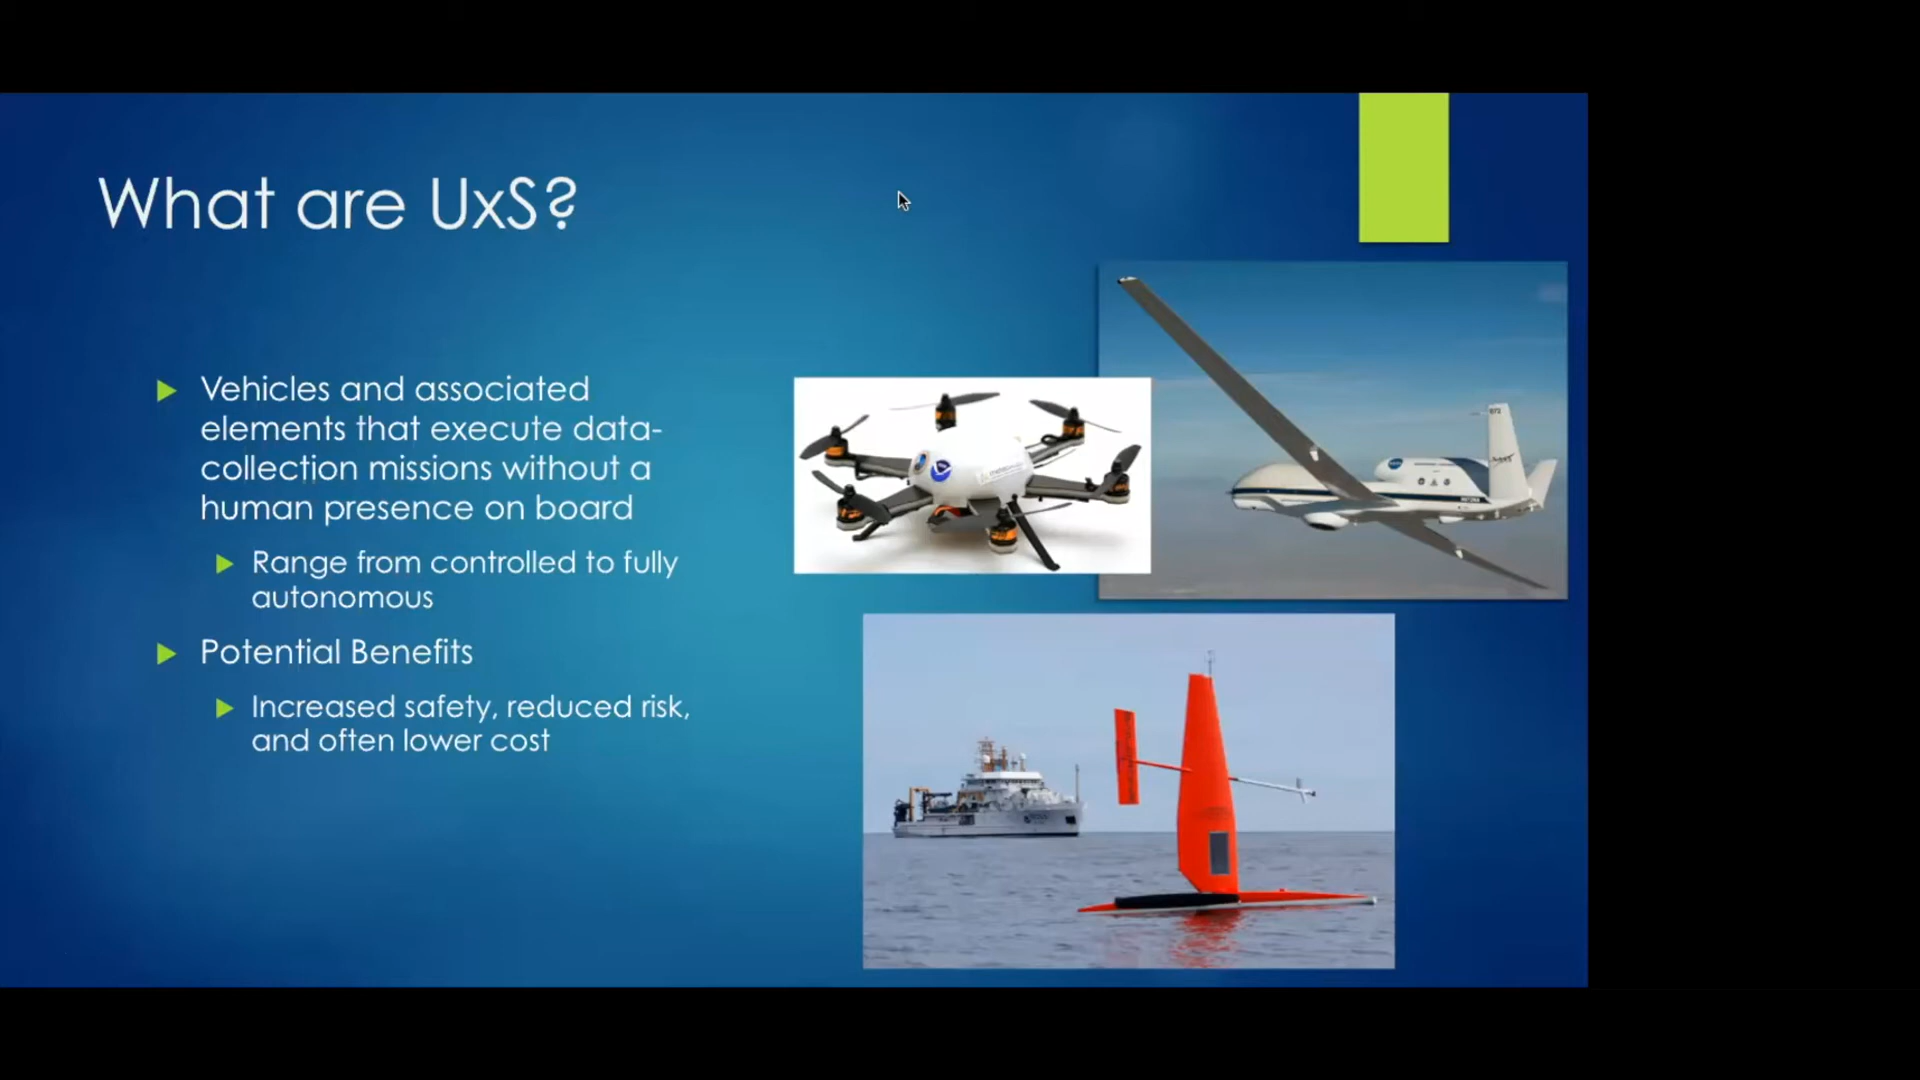 What are UxS?
Vehicles and associated
elements that execute data-
collection missions without a
human presence on board
Range from controlled to fully
autonomous
Potential Benefits
Increased safety, reduced risk,
and often lower cost